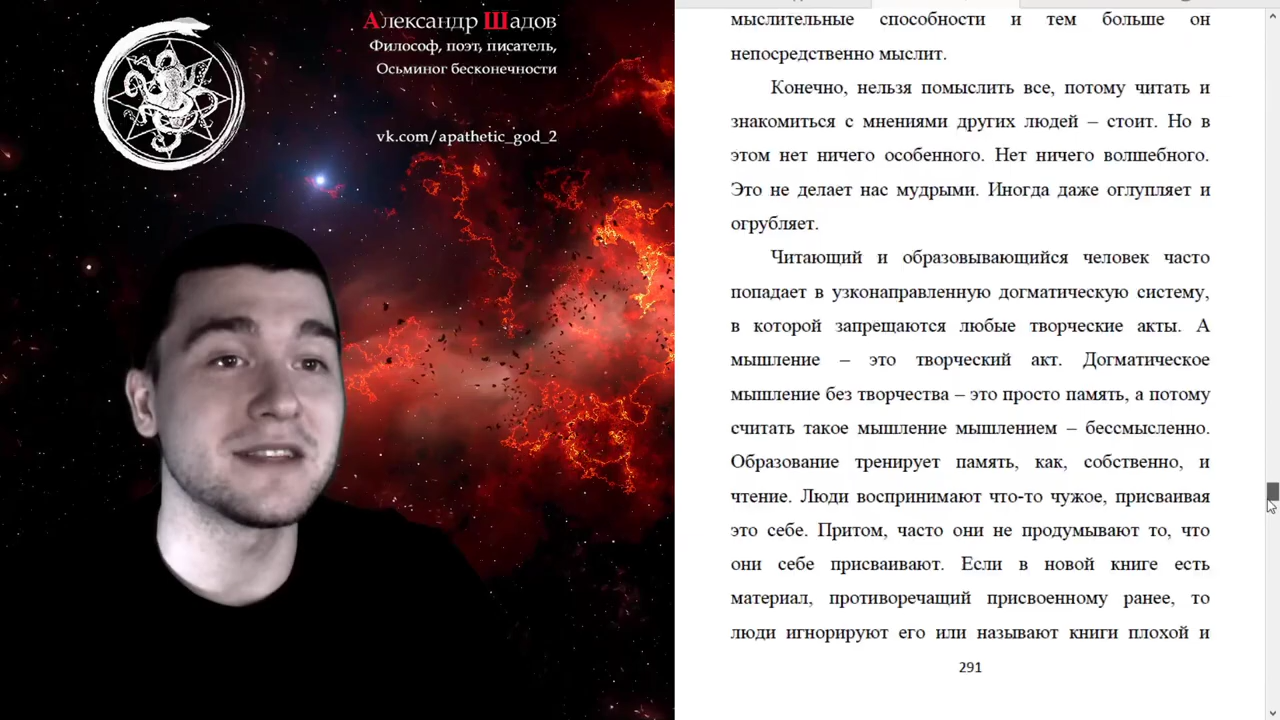 Александр Шадов
Философ, поэт, писатель,
Осьминог бесконечности
vk.com/apathetic_god_2
мыслительные способности и тем больше он
непосредственно мыслит.
Конечно, нельзя помыслить все, потому читать и
знакомиться с мнениями других людей – стоит. Но в
этом нет ничего особенного. Нет ничего волшебного.
Это не делает нас мудрыми. Иногда даже оглупляет и
огрубляет.
Читающий и образовывающийся человек часто
попадает в узконаправленную догматическую систему,
в которой запрещаются любые творческие акты. А
мышление – это творческий акт. Догматическое
мышление без творчества – это просто память, а потому
считать такое мышление мышлением – бессмысленно.
Образование тренирует память, как, собственно, и
чтение. Люди воспринимают что-то чужое, присваивая
это себе. Притом, часто они не продумывают то, что
они себе присваивают. Если в новой книге есть
материал, противоречащий присвоенному ранее, то
люди игнорируют его или называют книги плохой и
291